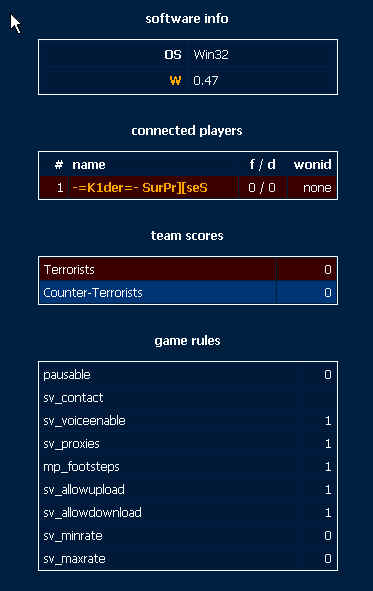 software info
OS Win32
W 0.47
connected players
# name f / d wonid
1 -=K1der=- SurPr][seS 0 / 0 none
team scores
Terrorists 0
Counter-Terrorists 0
game rules
pausable 0
sv_contact
sv_voiceenable 1
sv_proxies 1
mp_footsteps 1
sv_allowupload 1
sv_allowdownload 1
sv_minrate 0
sv_maxrate 0